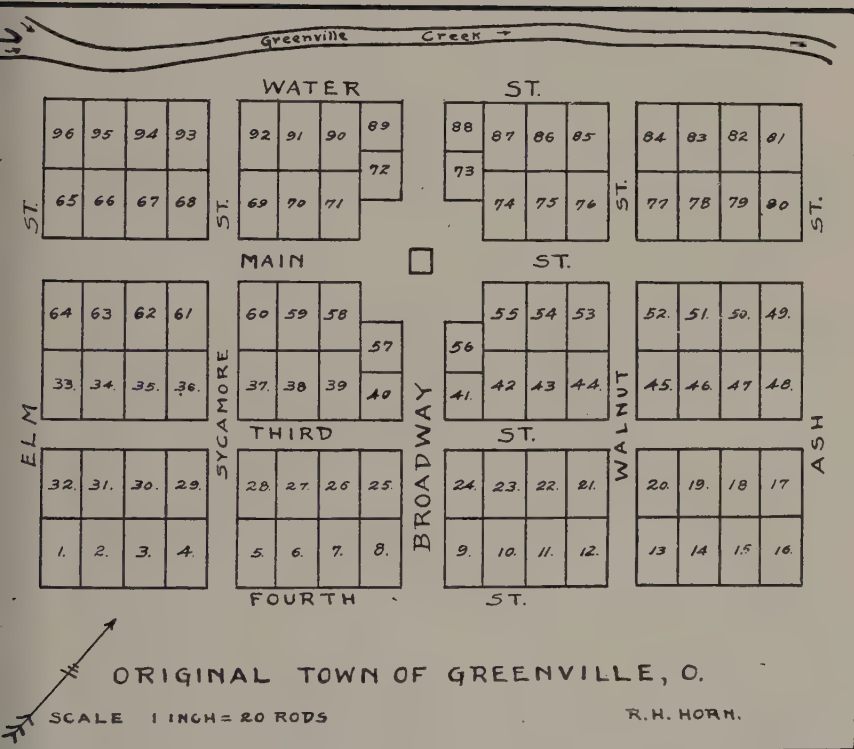 Greenville Creek
WATER ST.
96 95 94 93 92 91 90 89 88 87 86 85 84 83 82 81
72 73
65 66 67 68 69 70 71 74 75 76 77 78 79 80
ST. ST. ST. ST.
MAIN ST.
64 63 62 61 60 59 58 55 54 53 52. 51. 50. 49.
57 56
33. 34. 35. 36. 37. 38 39 40 41. 42 43 44. 45. 46. 47 48.
ELM SYCAMORE BROADWAY WALNUT ASH
THIRD ST.
32. 31. 30. 29. 28. 27. 26 25. 24. 23. 22. 21. 20. 19. 18 17
1. 2. 3. 4. 5. 6. 7. 8. 9. 10. 11. 12. 13 14 15 16.
FOURTH ST.
ORIGINAL TOWN OF GREENVILLE, O.
SCALE 1 INCH = 20 RODS
R. H. HORN.